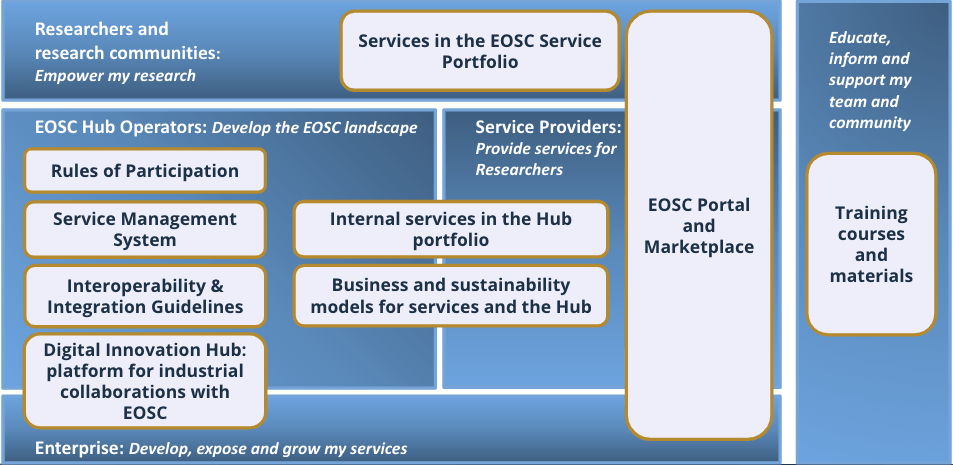 Researchers and
research communities:
Empower my research
Services in the EOSC Service
Portfolio
EOSC Hub Operators: Develop the EOSC landscape
Rules of Participation
Service Management
System
Interoperability &
Integration Guidelines
Digital Innovation Hub:
platform for industrial
collaborations with
EOSC
Service Providers:
Provide services for
Researchers
Internal services in the Hub
portfolio
Business and sustainability
models for services and the Hub
EOSC Portal
and
Marketplace
Enterprise: Develop, expose and grow my services
Educate,
inform and
support my
team and
community
Training
courses
and
materials